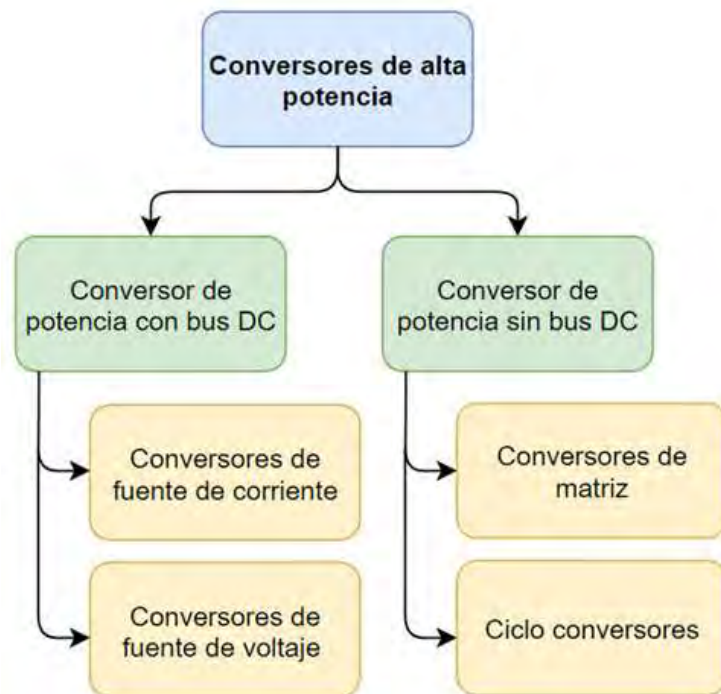 Conversores de alta
potencia
Conversor de
potencia con bus DC
Conversor de
potencia sin bus DC
Conversores de
fuente de corriente
Conversores de
matriz
Conversores de
fuente de voltaje
Ciclo conversores